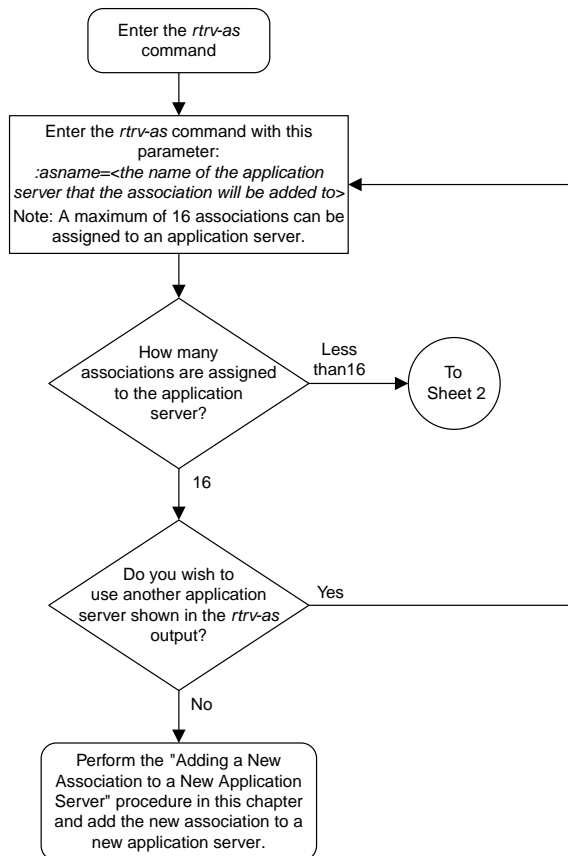 Enter the rtrv-as
command
Enter the rtrv-as command with this
parameter:
:asname=<the name of the application
server that the association will be added to>
Note: A maximum of 16 associations can be
assigned to an application server.
How many
associations are assigned
to the application
server?
Less
than16
To
Sheet 2
16
Do you wish to
use another application
server shown in the rtrv-as
output?
Yes
No
Perform the "Adding a New
Association to a New Application
Server" procedure in this chapter
and add the new association to a
new application server.